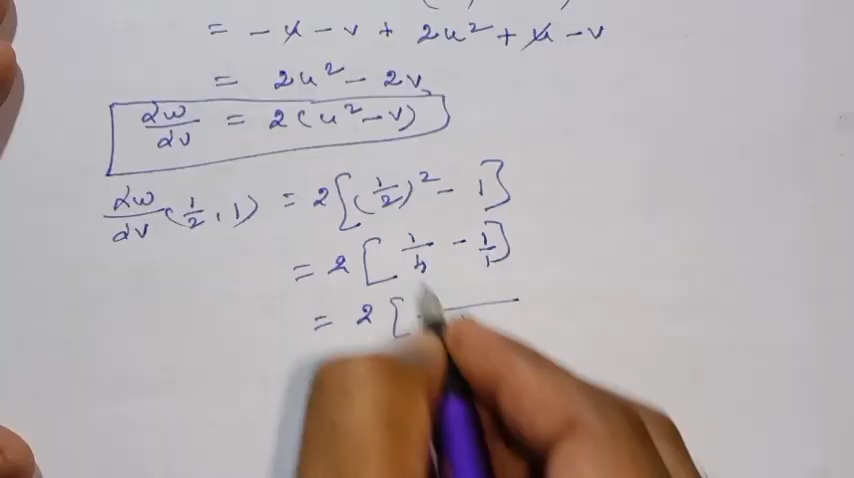 = - u - v + 2u² + u - v
= 2u² - 2v
∂w/∂v = 2(u² - v)
∂w/∂v (1/2, 1) = 2[(1/2)² - 1]
= 2[1/4 - 1/1]
= 2[